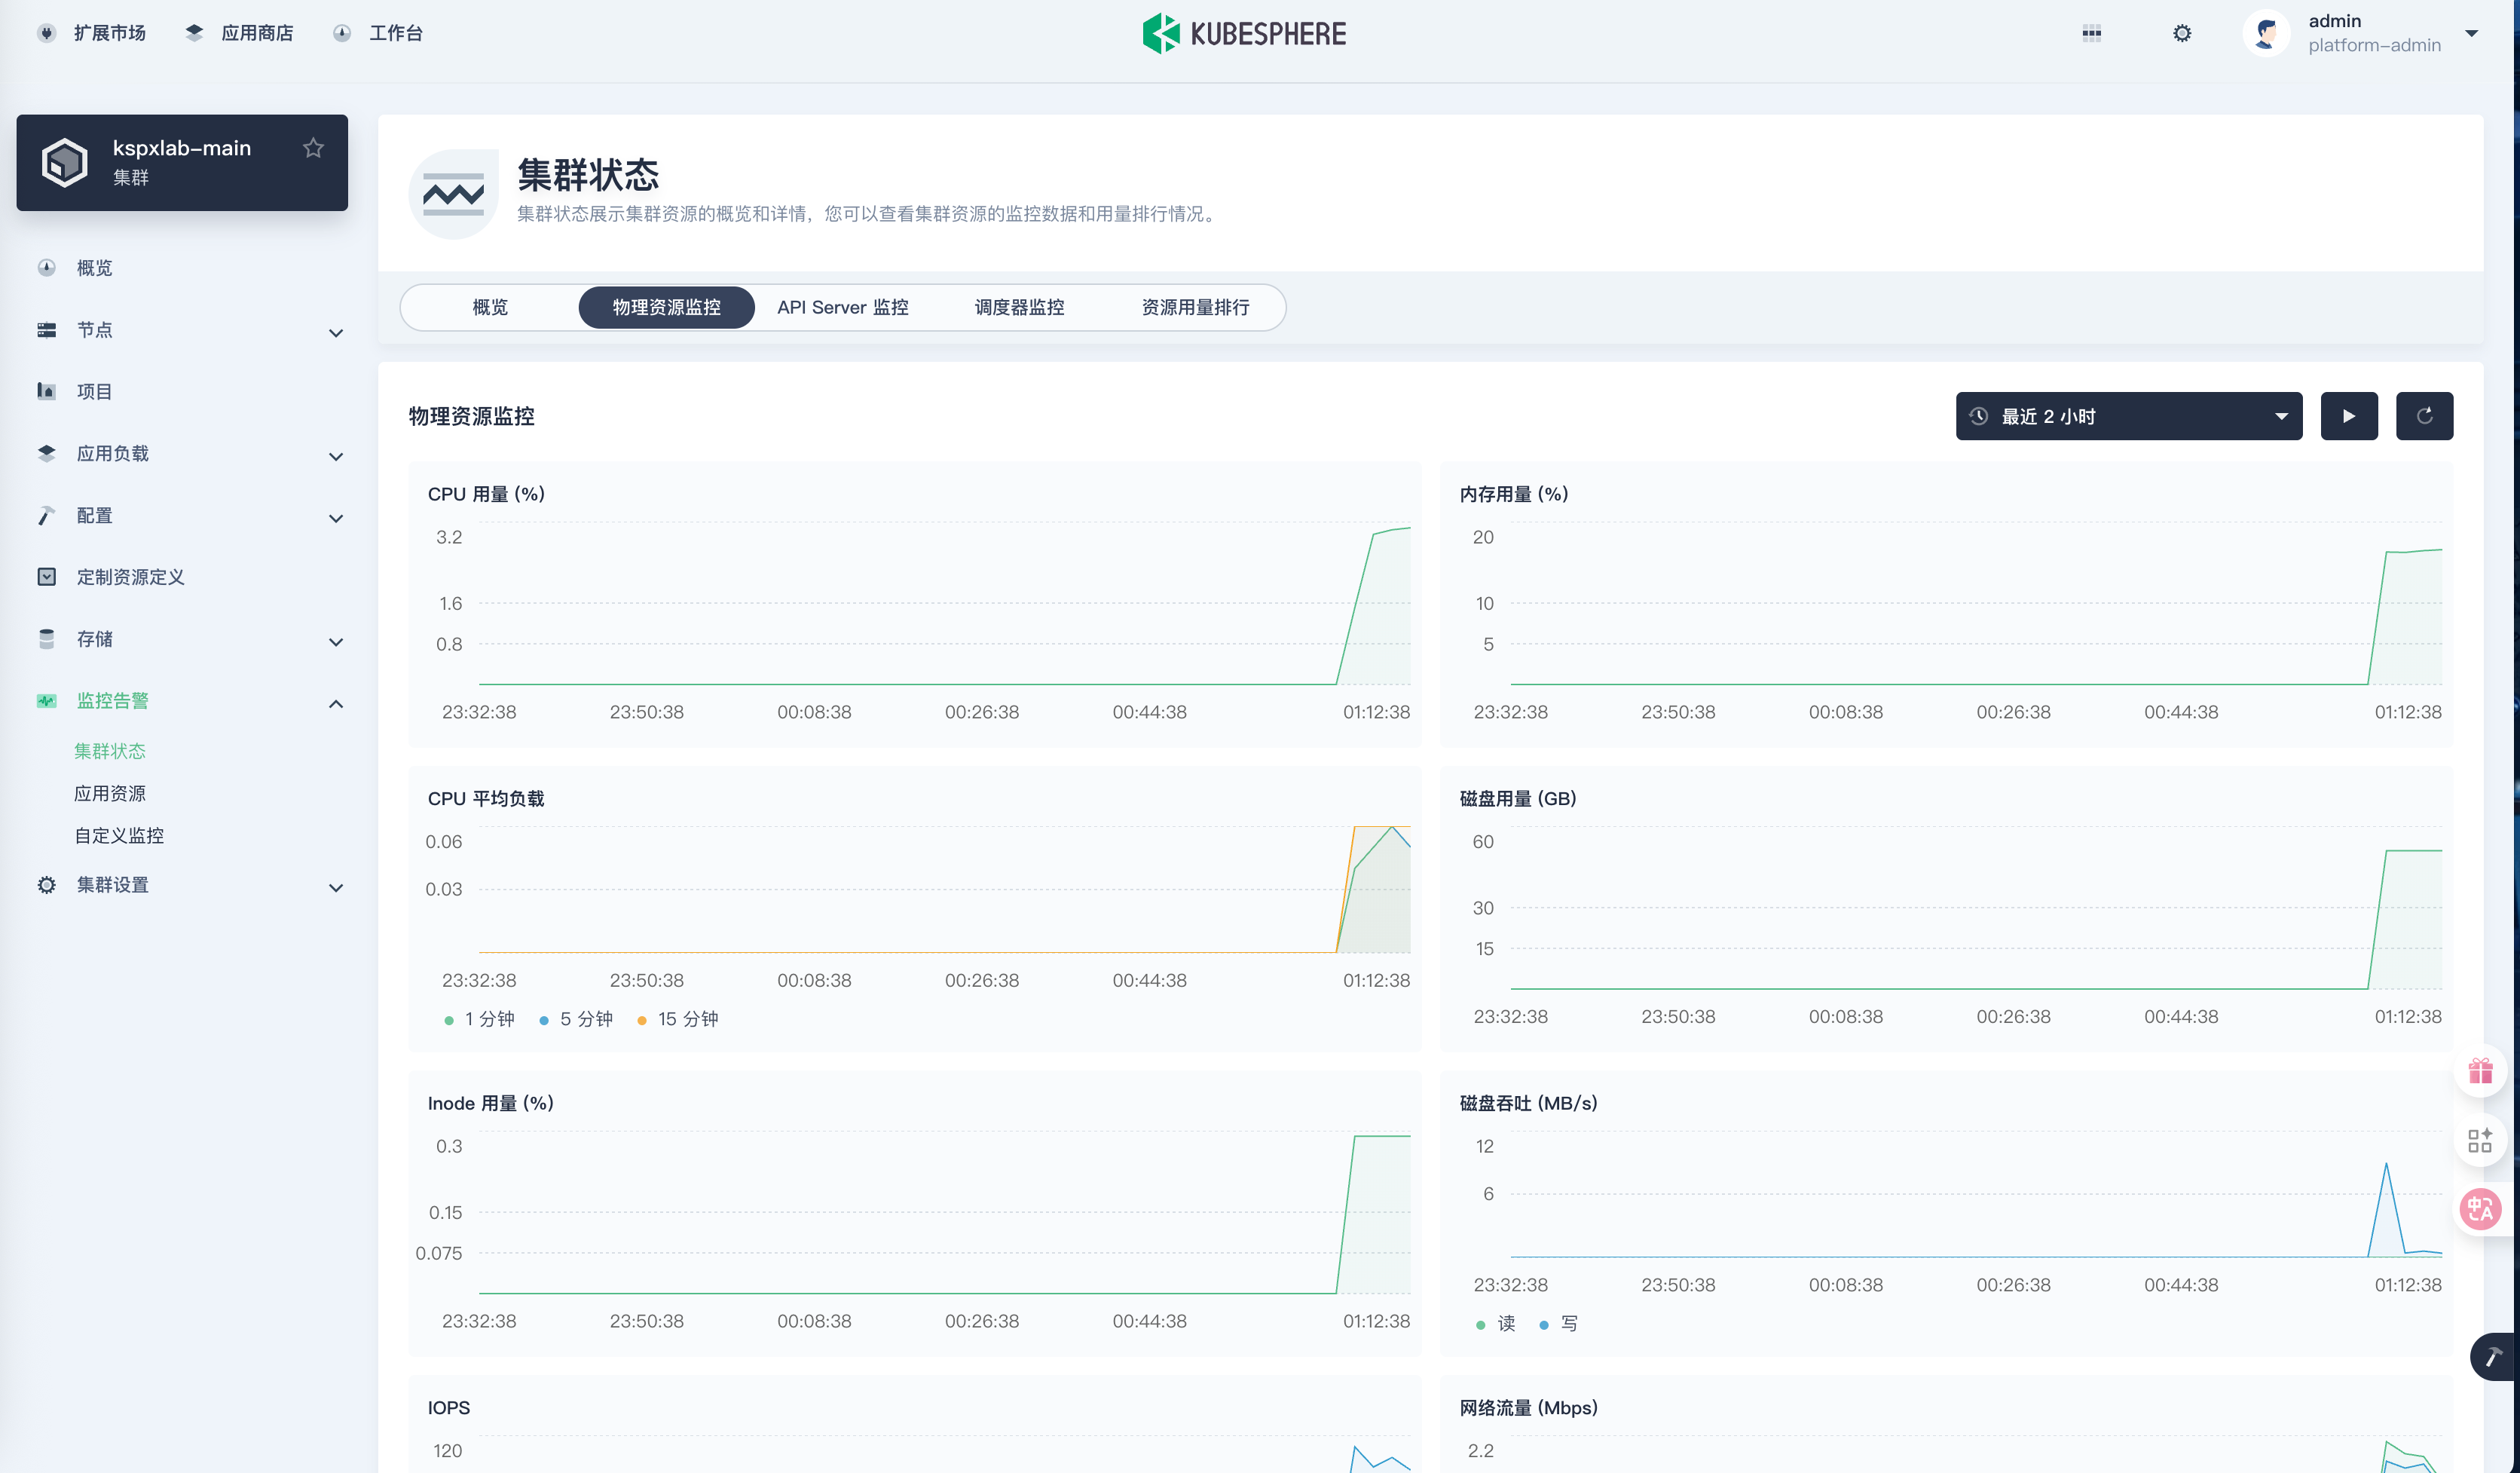 扩展市场
应用商店
工作台
KUBESPHERE
admin
platform-admin
kspxlab-main
集群
概览
节点
项目
应用负载
配置
定制资源定义
存储
监控告警
集群状态
应用资源
自定义监控
集群设置
集群状态
集群状态展示集群资源的概览和详情，您可以查看集群资源的监控数据和用量排行情况。
概览
物理资源监控
API Server 监控
调度器监控
资源用量排行
物理资源监控
最近 2 小时
CPU 用量 (%)
3.2
1.6
0.8
23:32:38 23:50:38 00:08:38 00:26:38 00:44:38 01:12:38
内存用量 (%)
20
10
5
23:32:38 23:50:38 00:08:38 00:26:38 00:44:38 01:12:38
CPU 平均负载
0.06
0.03
23:32:38 23:50:38 00:08:38 00:26:38 00:44:38 01:12:38
1 分钟 5 分钟 15 分钟
磁盘用量 (GB)
60
30
15
23:32:38 23:50:38 00:08:38 00:26:38 00:44:38 01:12:38
Inode 用量 (%)
0.3
0.15
0.075
23:32:38 23:50:38 00:08:38 00:26:38 00:44:38 01:12:38
磁盘吞吐 (MB/s)
12
6
23:32:38 23:50:38 00:08:38 00:26:38 00:44:38 01:12:38
读 写
IOPS
120
网络流量 (Mbps)
2.2
中A